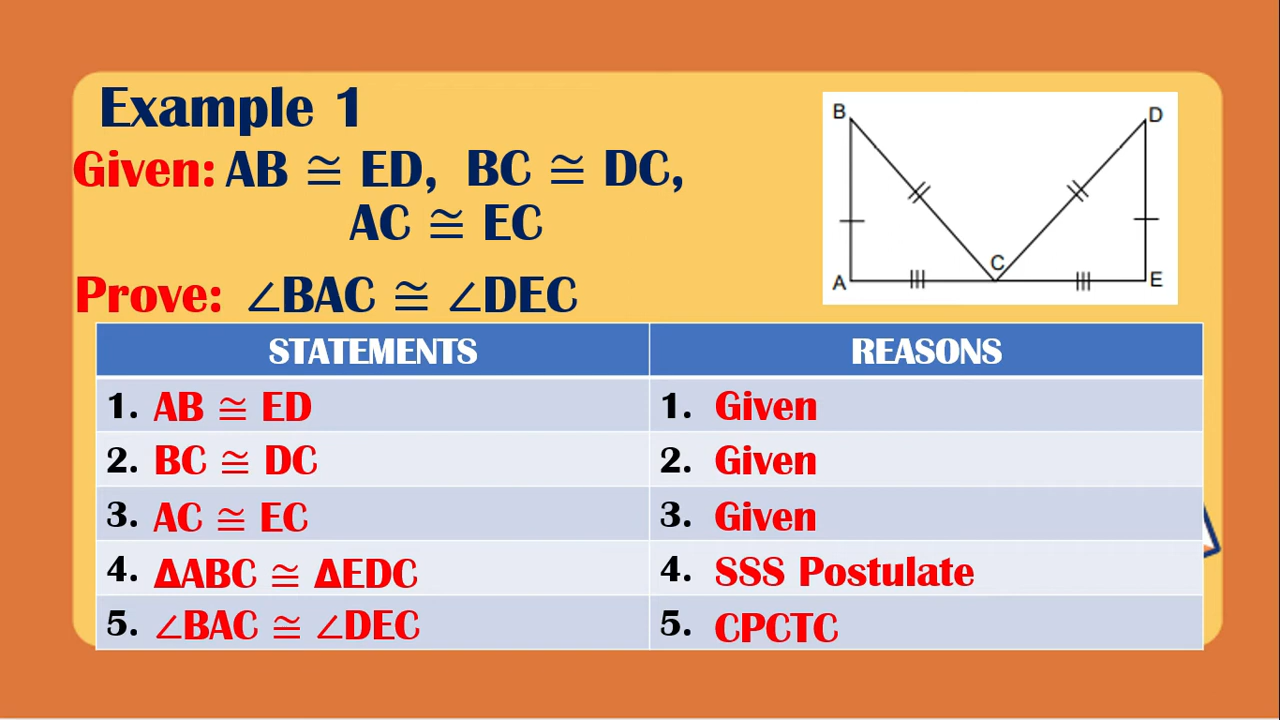 Example 1
Given: AB ≅ ED, BC ≅ DC,
AC ≅ EC
Prove: ∠BAC ≅ ∠DEC
B
D
C
A
E
STATEMENTS
REASONS
1. AB ≅ ED
1. Given
2. BC ≅ DC
2. Given
3. AC ≅ EC
3. Given
4. ΔABC ≅ ΔEDC
4. SSS Postulate
5. ∠BAC ≅ ∠DEC
5. CPCTC